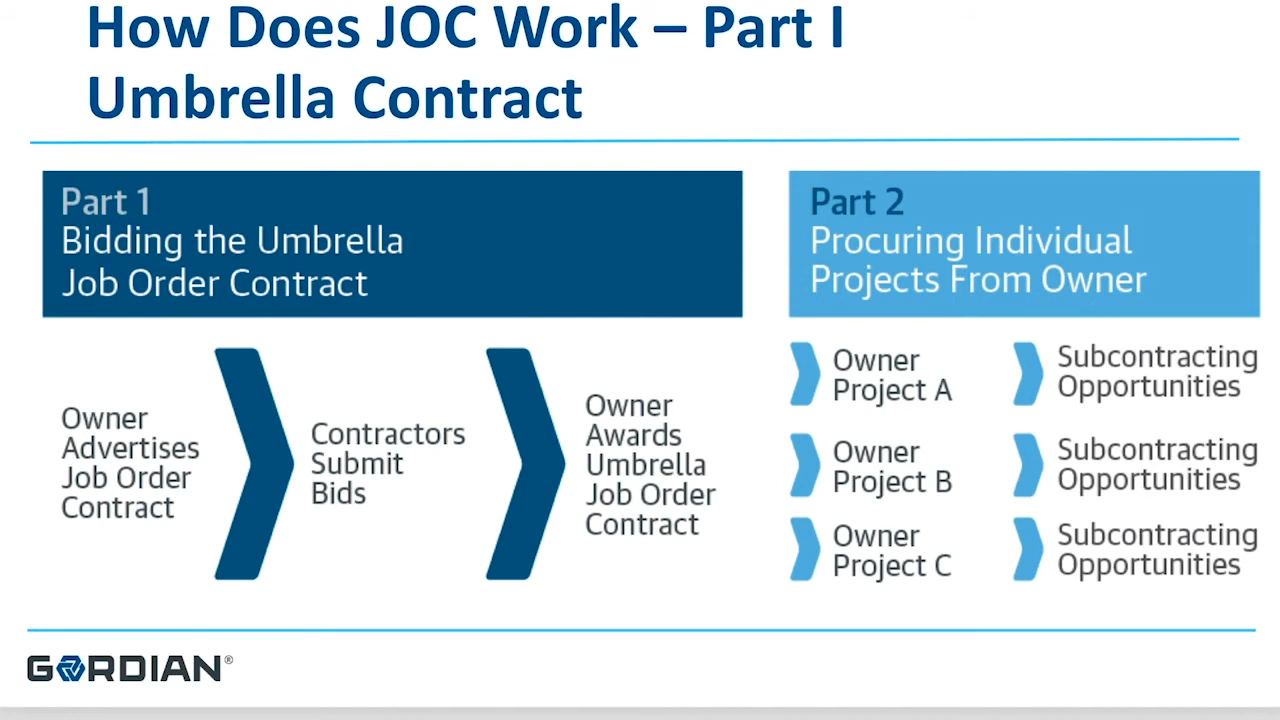 How Does JOC Work – Part I
Umbrella Contract
Part 1
Bidding the Umbrella
Job Order Contract
Owner
Advertises
Job Order
Contract
Contractors
Submit
Bids
Owner
Awards
Umbrella
Job Order
Contract
Part 2
Procuring Individual
Projects From Owner
Owner
Project A
Subcontracting
Opportunities
Owner
Project B
Subcontracting
Opportunities
Owner
Project C
Subcontracting
Opportunities
GORDIAN®